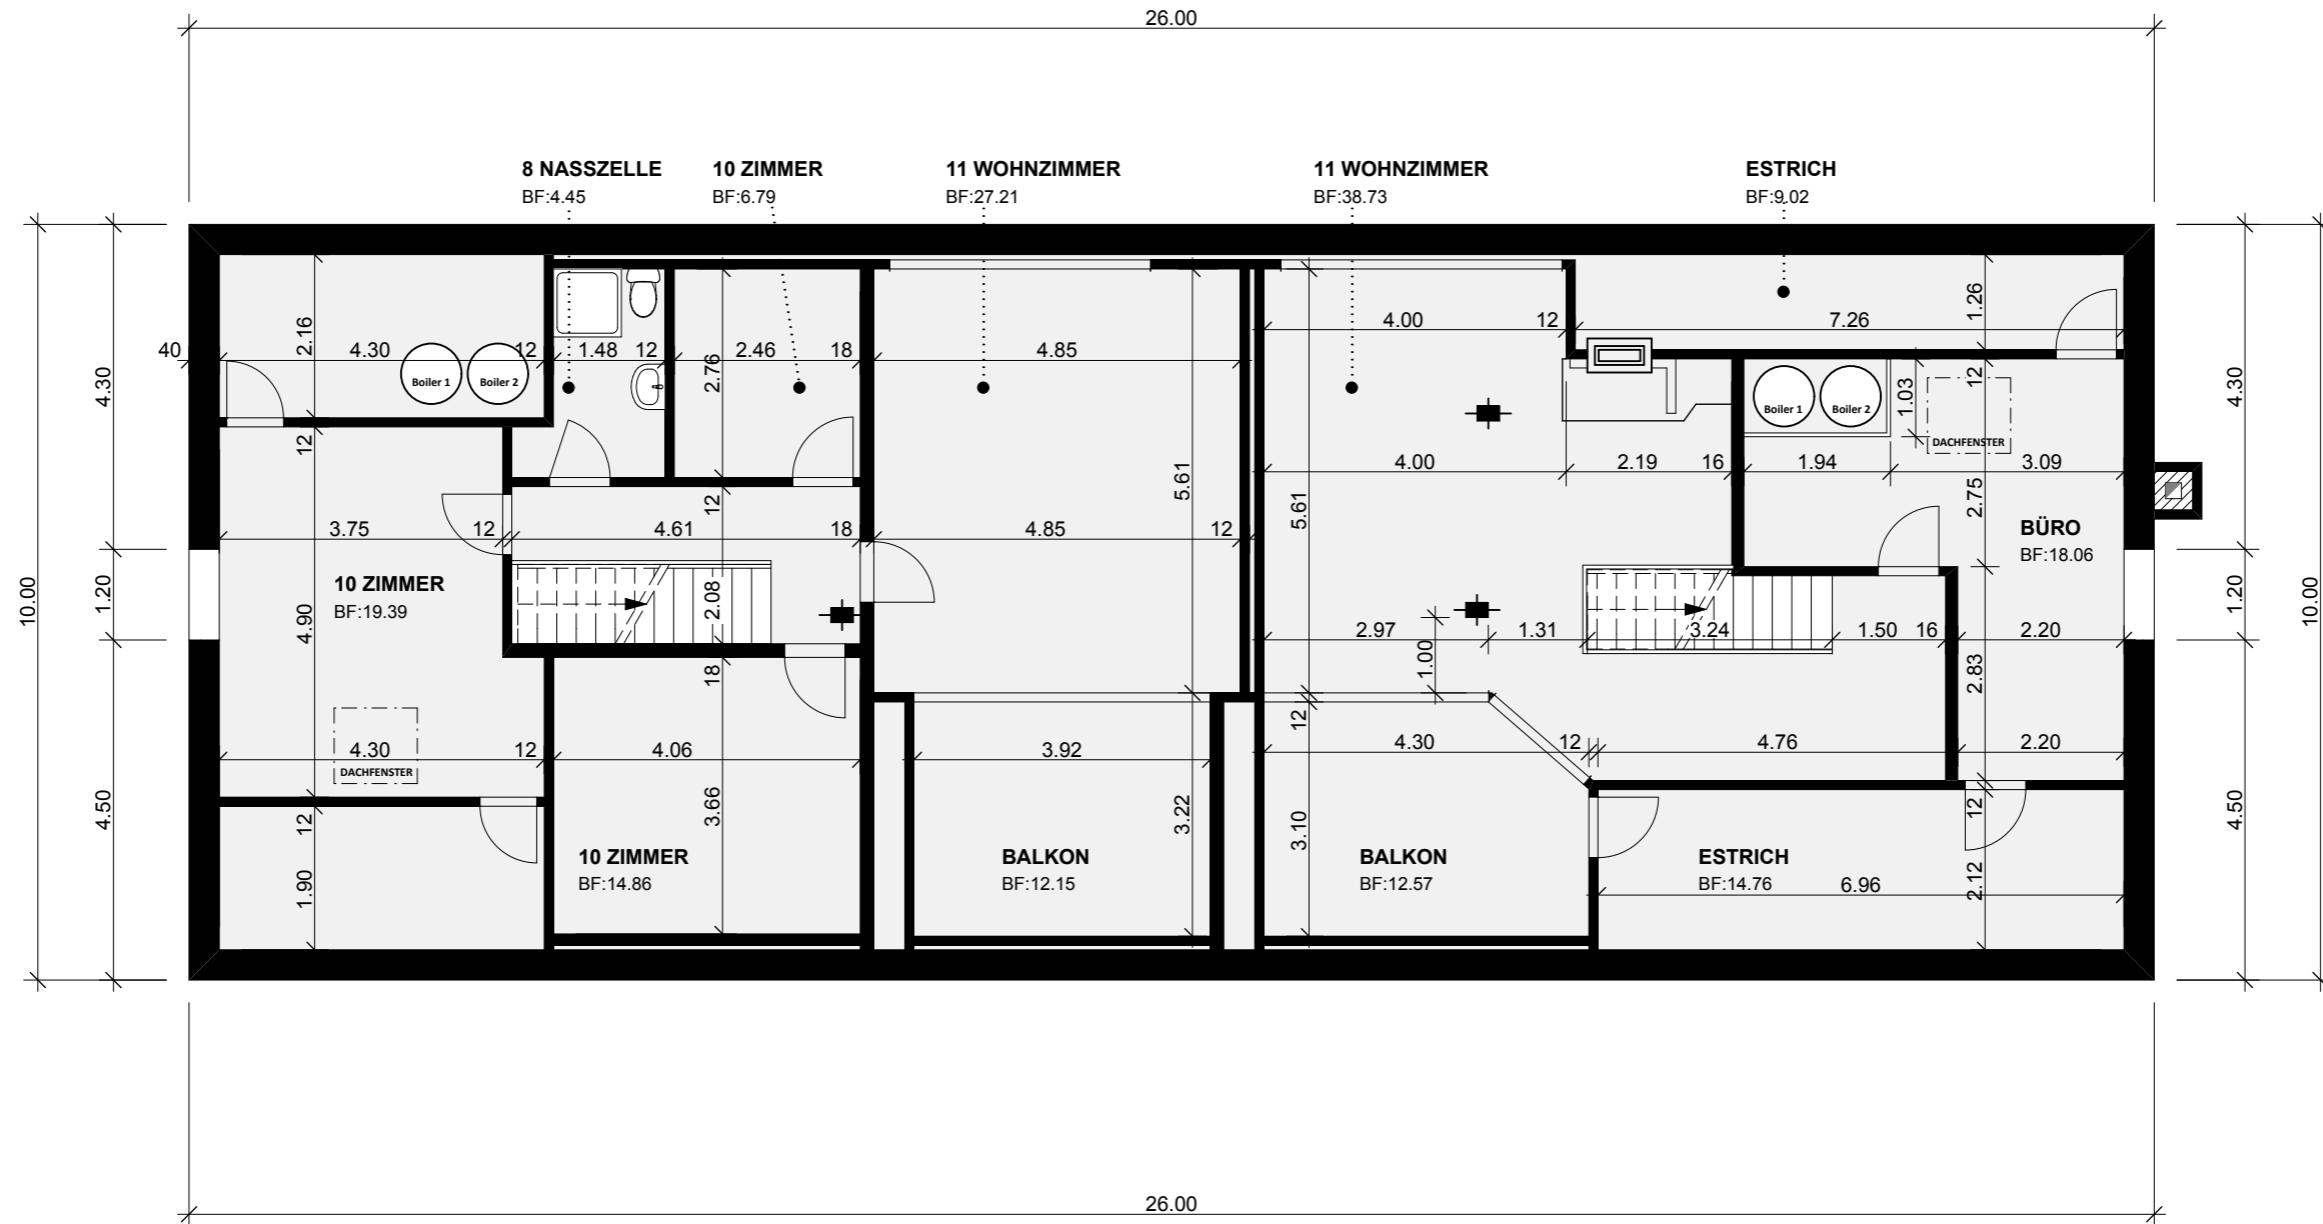 26.00
8 NASSZELLE
BF:4.45
10 ZIMMER
BF:6.79
11 WOHNZIMMER
BF:27.21
11 WOHNZIMMER
BF:38.73
ESTRICH
BF:9.02
10.00
4.30
1.20
4.50
40
2.16
4.30
12
1.48
12
2.46
18
2.76
4.85
4.00
12
7.26
1.26
4.30
1.20
4.50
10.00
Boiler 1
Boiler 2
Boiler 1
Boiler 2
1.03
12
DACHFENSTER
12
12
5.61
5.61
4.00
2.19
16
1.94
3.09
2.75
3.75
12
4.61
18
4.85
12
BÜRO
BF:18.06
10 ZIMMER
BF:19.39
4.90
2.08
2.97
1.31
3.24
1.50
16
2.20
1.00
18
2.83
4.30
12
4.06
3.92
12
4.30
12
4.76
2.20
DACHFENSTER
12
1.90
3.66
3.22
3.10
12
2.12
10 ZIMMER
BF:14.86
BALKON
BF:12.15
BALKON
BF:12.57
ESTRICH
BF:14.76
6.96
26.00